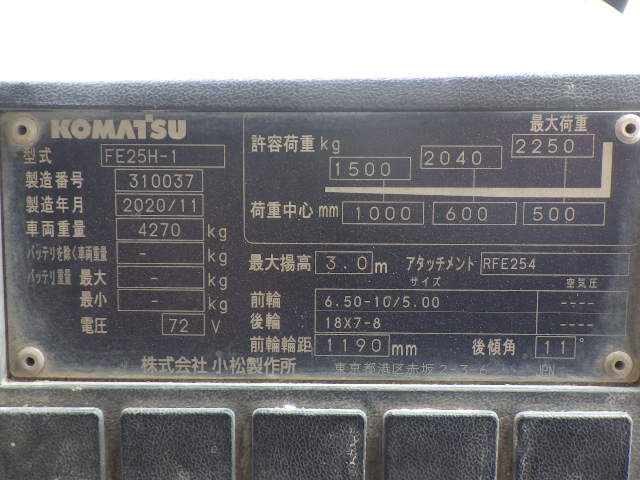 KOMATSU
型式 FE25H-1
製造番号 310037
製造年月 2020/11
車両重量 4270 kg
バッテリを除く車両重量 - kg
バッテリ重量 最大 - kg
最小 - kg
電圧 72 V
最大荷重
許容荷重 kg 1500 2040 2250
荷重中心 mm 1000 600 500
最大揚高 3.0 m アタッチメント RFE254
サイズ 空気圧
前輪 6.50-10/5.00 ----
後輪 18X7-8 ----
前輪輪距 1190 mm 後傾角 11°
株式会社 小松製作所 東京都港区赤坂2-3-6 JPN